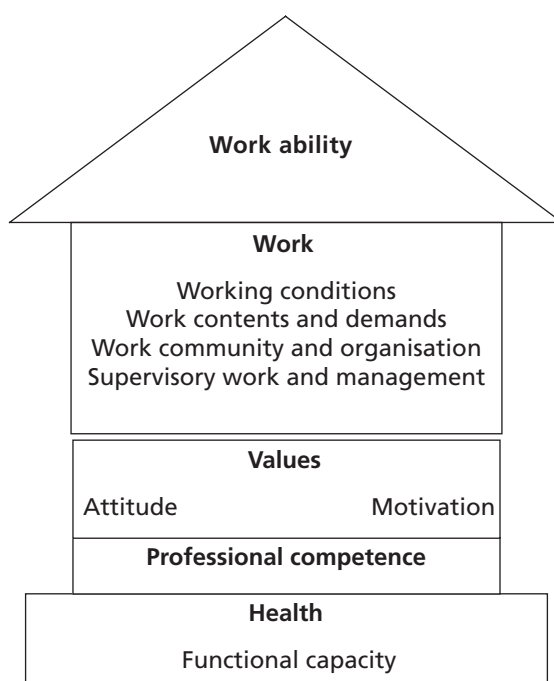 Work ability
Work
Working conditions
Work contents and demands
Work community and organisation
Supervisory work and management
Values
Attitude Motivation
Professional competence
Health
Functional capacity